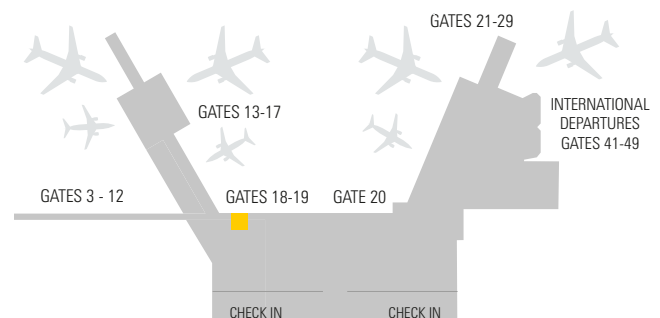 GATES 21-29
GATES 13-17
INTERNATIONAL
DEPARTURES
GATES 41-49
GATES 3 - 12
GATES 18-19
GATE 20
CHECK IN
CHECK IN